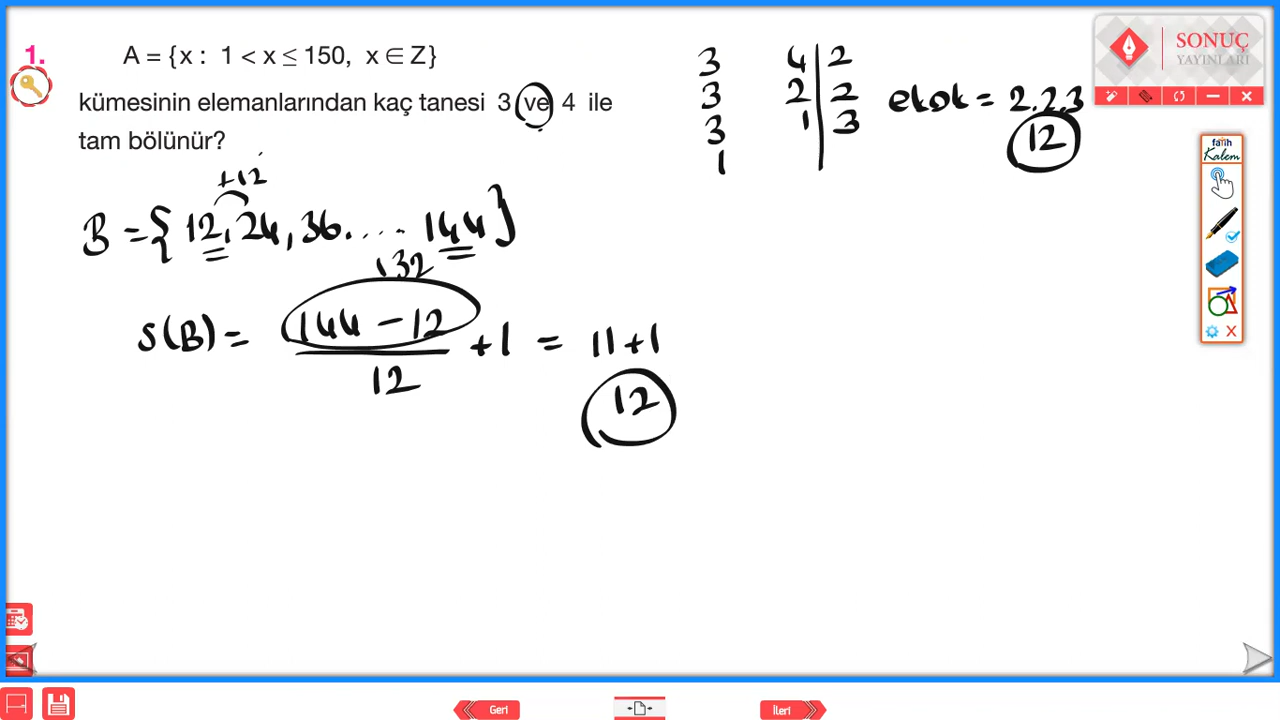 1. A = {x : 1 < x ≤ 150, x ∈ Z}
kümesinin elemanlarından kaç tanesi 3 ve 4 ile
tam bölünür?
+12
B = { 12, 24, 36. ... 144 }
132
s(B) = 144 - 12 / 12 + 1 = 11 + 1
12
3 4 | 2
3 2 | 2
3 1 | 3
1
ekok = 2.2.3
12
SONUÇ
YAYINLARI
fatih
Kalem
Geri
İleri